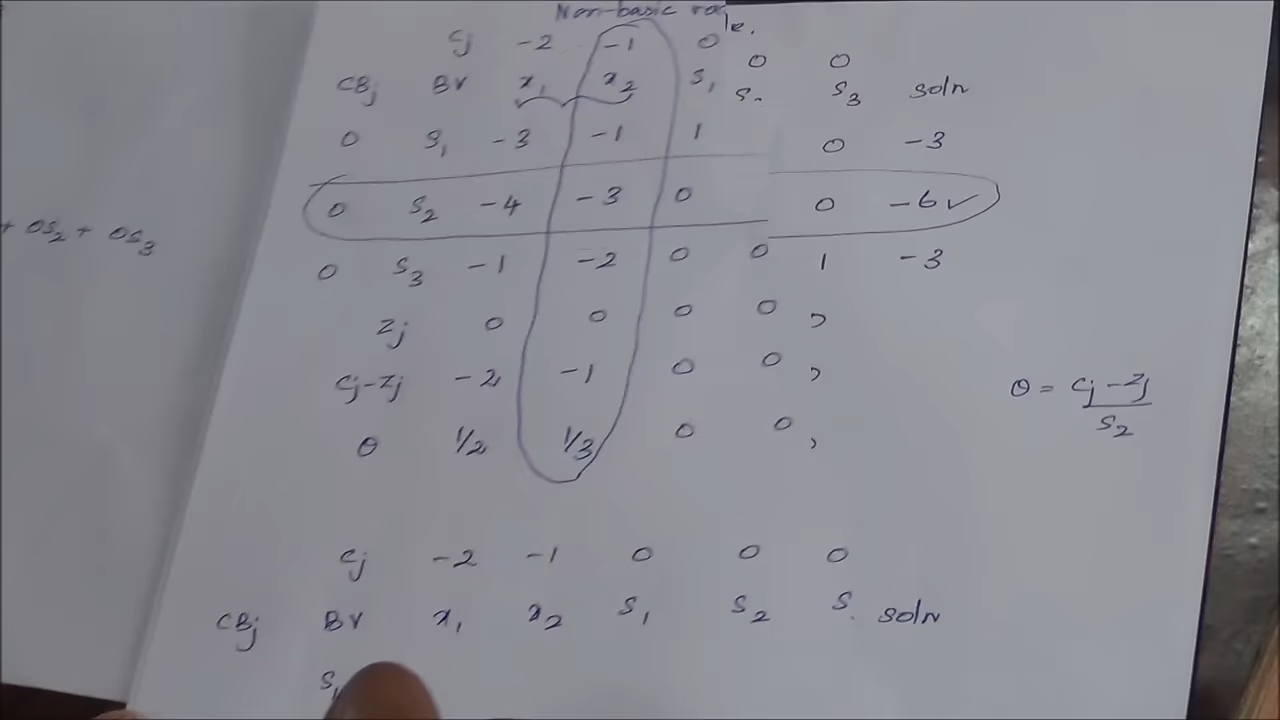 Non-basic
Cj -2 -1 0 0 0
CBj BV x₁ x₂ s₁ s₃ soln
0 s₁ -3 -1 1 0 -3
0 s₂ -4 -3 0 0 -6 ✓
+ 0s₂ + 0s₃
0 s₃ -1 -2 0 0 1 -3
Zj 0 0 0 0
Cj-Zj -2 -1 0 0
θ = Cj-Zj / s₂
θ 1/2 1/3 0 0
Cj -2 -1 0 0 0
CBj BV x₁ x₂ s₁ s₂ s soln
s₁